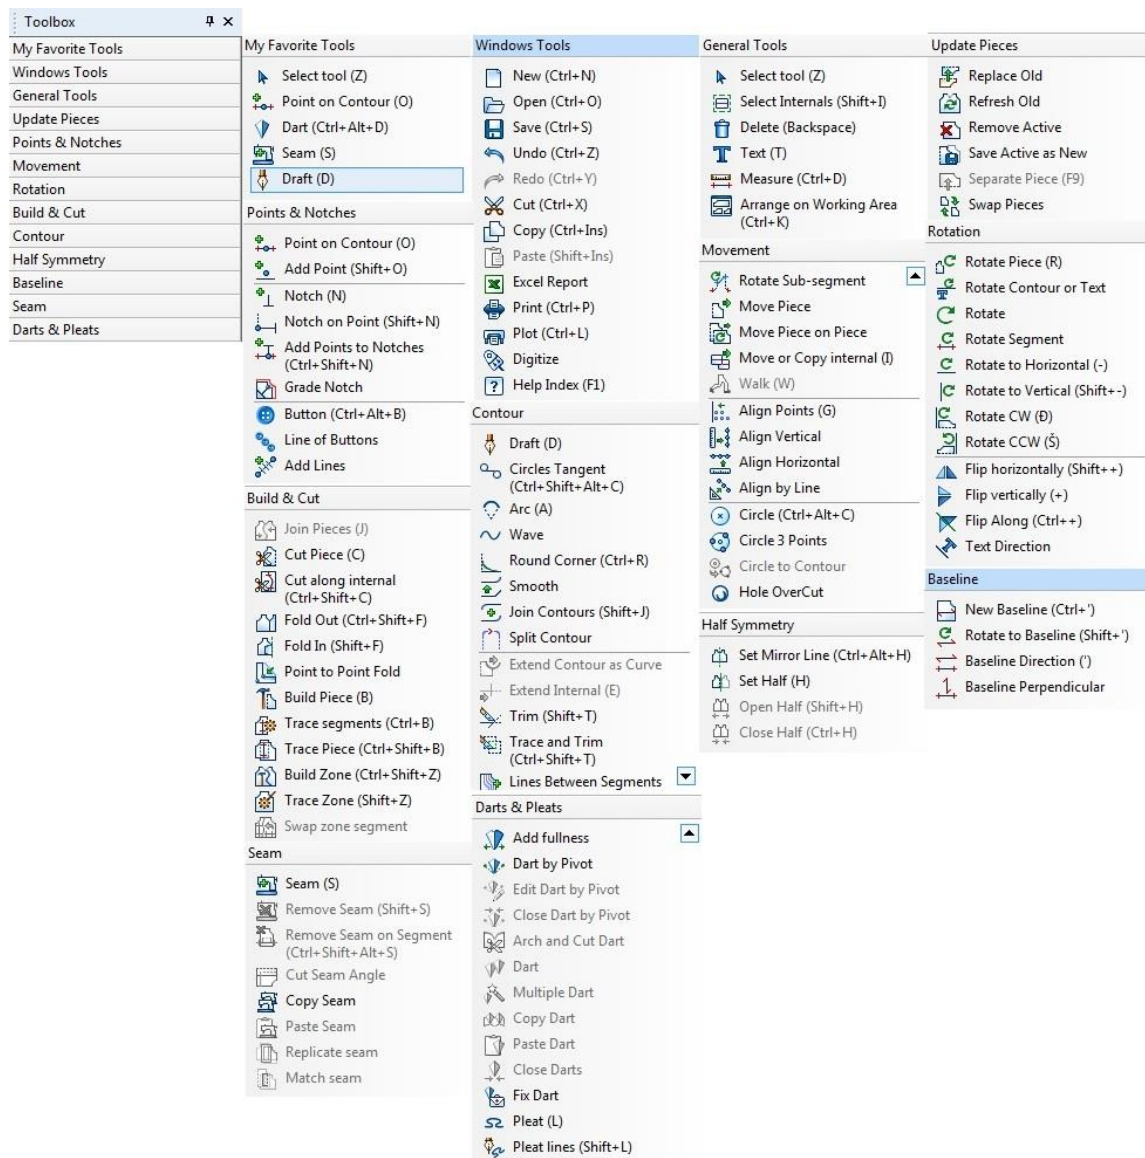 Toolbox
My Favorite Tools
Windows Tools
General Tools
Update Pieces
Points & Notches
Movement
Rotation
Build & Cut
Contour
Half Symmetry
Baseline
Seam
Darts & Pleats
My Favorite Tools
Select tool (Z)
Point on Contour (O)
Dart (Ctrl+Alt+D)
Seam (S)
Draft (D)
Points & Notches
Point on Contour (O)
Add Point (Shift+O)
Notch (N)
Notch on Point (Shift+N)
Add Points to Notches
(Ctrl+Shift+N)
Grade Notch
Button (Ctrl+Alt+B)
Line of Buttons
Add Lines
Build & Cut
Join Pieces (J)
Cut Piece (C)
Cut along internal
(Ctrl+Shift+C)
Fold Out (Ctrl+Shift+F)
Fold In (Shift+F)
Point to Point Fold
Build Piece (B)
Trace segments (Ctrl+B)
Trace Piece (Ctrl+Shift+B)
Build Zone (Ctrl+Shift+Z)
Trace Zone (Shift+Z)
Swap zone segment
Seam
Seam (S)
Remove Seam (Shift+S)
Remove Seam on Segment
(Ctrl+Shift+Alt+S)
Cut Seam Angle
Copy Seam
Paste Seam
Replicate seam
Match seam
Windows Tools
New (Ctrl+N)
Open (Ctrl+O)
Save (Ctrl+S)
Undo (Ctrl+Z)
Redo (Ctrl+Y)
Cut (Ctrl+X)
Copy (Ctrl+Ins)
Paste (Shift+Ins)
Excel Report
Print (Ctrl+P)
Plot (Ctrl+L)
Digitize
Help Index (F1)
Contour
Draft (D)
Circles Tangent
(Ctrl+Shift+Alt+C)
Arc (A)
Wave
Round Corner (Ctrl+R)
Smooth
Join Contours (Shift+J)
Split Contour
Extend Contour as Curve
Extend Internal (E)
Trim (Shift+T)
Trace and Trim
(Ctrl+Shift+T)
Lines Between Segments
Darts & Pleats
Add fullness
Dart by Pivot
Edit Dart by Pivot
Close Dart by Pivot
Arch and Cut Dart
Dart
Multiple Dart
Copy Dart
Paste Dart
Close Darts
Fix Dart
Pleat (L)
Pleat lines (Shift+L)
General Tools
Select tool (Z)
Select Internals (Shift+I)
Delete (Backspace)
Text (T)
Measure (Ctrl+D)
Arrange on Working Area
(Ctrl+K)
Movement
Rotate Sub-segment
Move Piece
Move Piece on Piece
Move or Copy internal (I)
Walk (W)
Align Points (G)
Align Vertical
Align Horizontal
Align by Line
Circle (Ctrl+Alt+C)
Circle 3 Points
Circle to Contour
Hole OverCut
Half Symmetry
Set Mirror Line (Ctrl+Alt+H)
Set Half (H)
Open Half (Shift+H)
Close Half (Ctrl+H)
Update Pieces
Replace Old
Refresh Old
Remove Active
Save Active as New
Separate Piece (F9)
Swap Pieces
Rotation
Rotate Piece (R)
Rotate Contour or Text
Rotate
Rotate Segment
Rotate to Horizontal (-)
Rotate to Vertical (Shift+-)
Rotate CW (Đ)
Rotate CCW (Š)
Flip horizontally (Shift++)
Flip vertically (+)
Flip Along (Ctrl++)
Text Direction
Baseline
New Baseline (Ctrl+')
Rotate to Baseline (Shift+')
Baseline Direction (')
Baseline Perpendicular